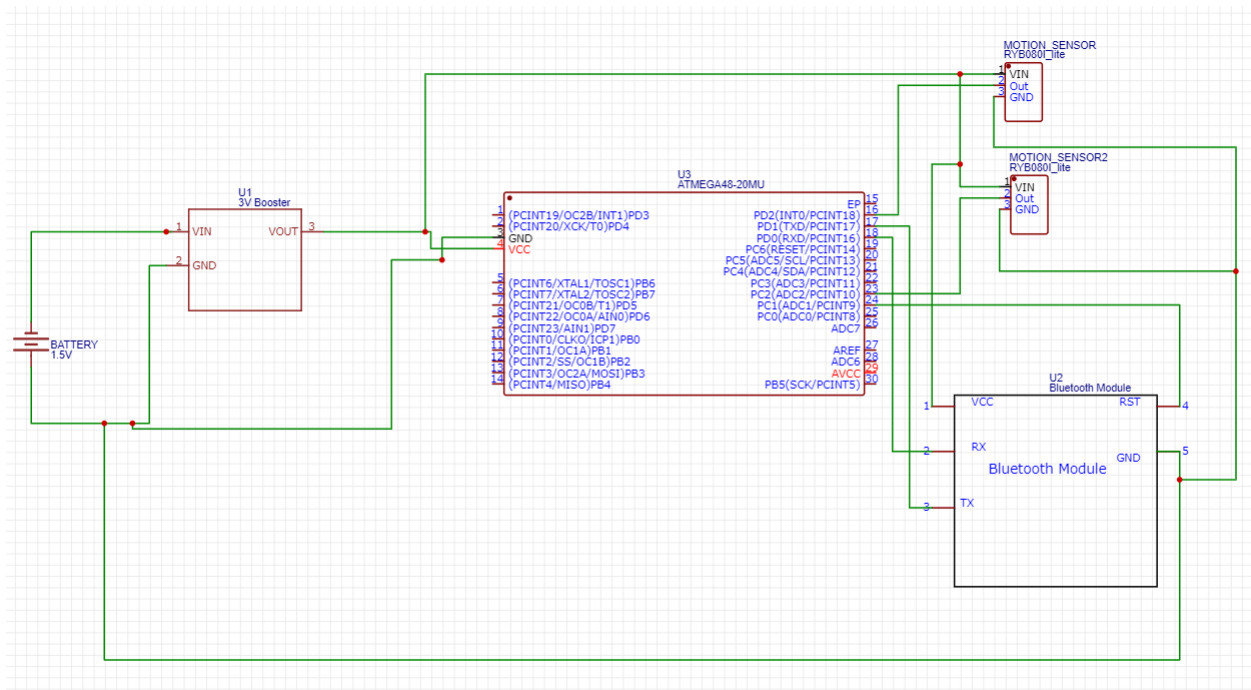 MOTION_SENSOR
RYB080I_lite
1 VIN
2 Out
3 GND
MOTION_SENSOR2
RYB080I_lite
1 VIN
2 Out
3 GND
U1
3V Booster
1 VIN
VOUT 3
2 GND
BATTERY
1.5V
U3
ATMEGA48-20MU
1 (PCINT19/OC2B/INT1)PD3
2 (PCINT20/XCK/T0)PD4
3 GND
4 VCC
5 (PCINT6/XTAL1/TOSC1)PB6
6 (PCINT7/XTAL2/TOSC2)PB7
7 (PCINT21/OC0B/T1)PD5
8 (PCINT22/OC0A/AIN0)PD6
9 (PCINT23/AIN1)PD7
10 (PCINT0/CLKO/ICP1)PB0
11 (PCINT1/OC1A)PB1
12 (PCINT2/SS/OC1B)PB2
13 (PCINT3/OC2A/MOSI)PB3
14 (PCINT4/MISO)PB4
EP 15
PD2(INT0/PCINT18) 16
PD1(TXD/PCINT17) 17
PD0(RXD/PCINT16) 18
PC6(RESET/PCINT14) 19
PC5(ADC5/SCL/PCINT13) 20
PC4(ADC4/SDA/PCINT12) 21
PC3(ADC3/PCINT11) 22
PC2(ADC2/PCINT10) 23
PC1(ADC1/PCINT9) 24
PC0(ADC0/PCINT8) 25
ADC7 26
AREF 27
ADC6 28
AVCC 29
PB5(SCK/PCINT5) 30
U2
Bluetooth Module
1 VCC
RST 4
2 RX
GND 5
Bluetooth Module
3 TX